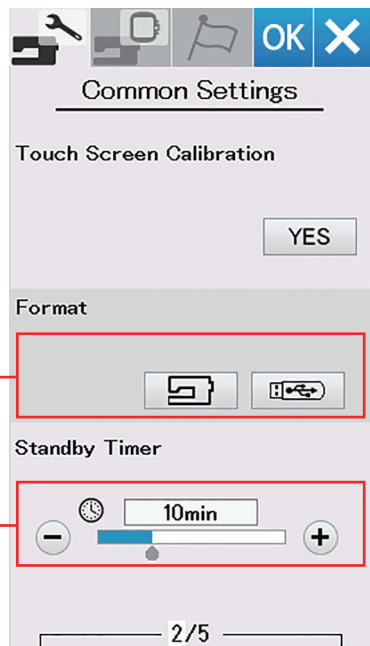 OK
Common Settings
Touch Screen Calibration
YES
Format
Standby Timer
10min
2/5